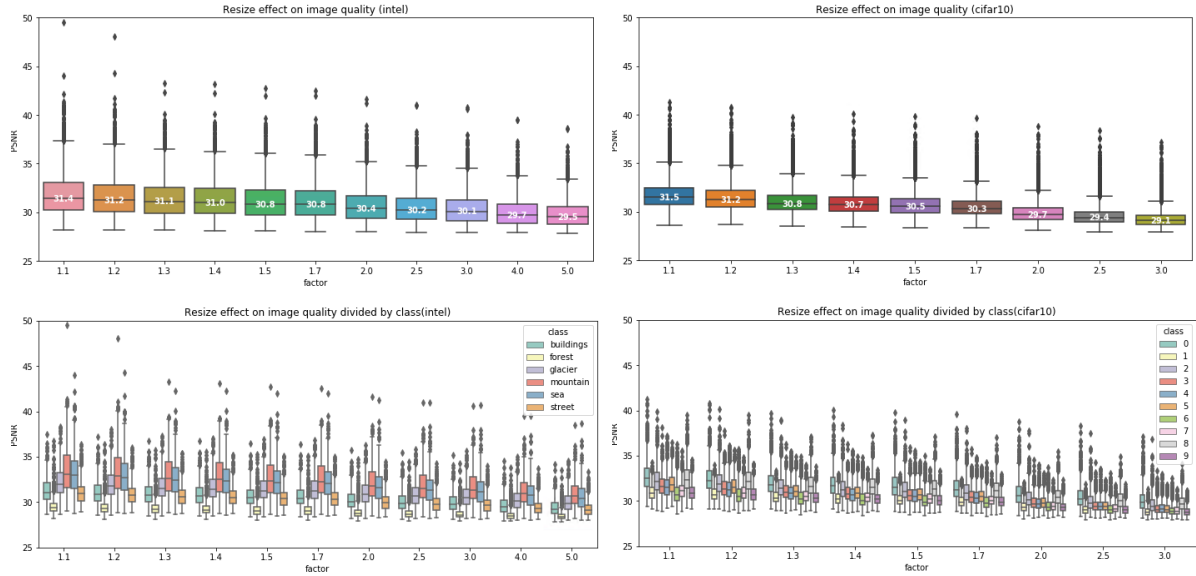 Resize effect on image quality (intel)
50
45
40
35
30
25
PSNR
31.4 31.2 31.1 31.0 30.8 30.8 30.4 30.2 30.1 29.7 29.5
1.1 1.2 1.3 1.4 1.5 1.7 2.0 2.5 3.0 4.0 5.0
factor
Resize effect on image quality (cifar10)
50
45
40
35
30
25
PSNR
31.5 31.2 30.8 30.7 30.5 30.3 29.7 29.4 29.1
1.1 1.2 1.3 1.4 1.5 1.7 2.0 2.5 3.0
factor
Resize effect on image quality divided by class(intel)
50
45
40
35
30
25
PSNR
class
buildings
forest
glacier
mountain
sea
street
1.1 1.2 1.3 1.4 1.5 1.7 2.0 2.5 3.0 4.0 5.0
factor
Resize effect on image quality divided by class(cifar10)
50
45
40
35
30
25
PSNR
class
0
1
2
3
4
5
6
7
8
9
1.1 1.2 1.3 1.4 1.5 1.7 2.0 2.5 3.0
factor